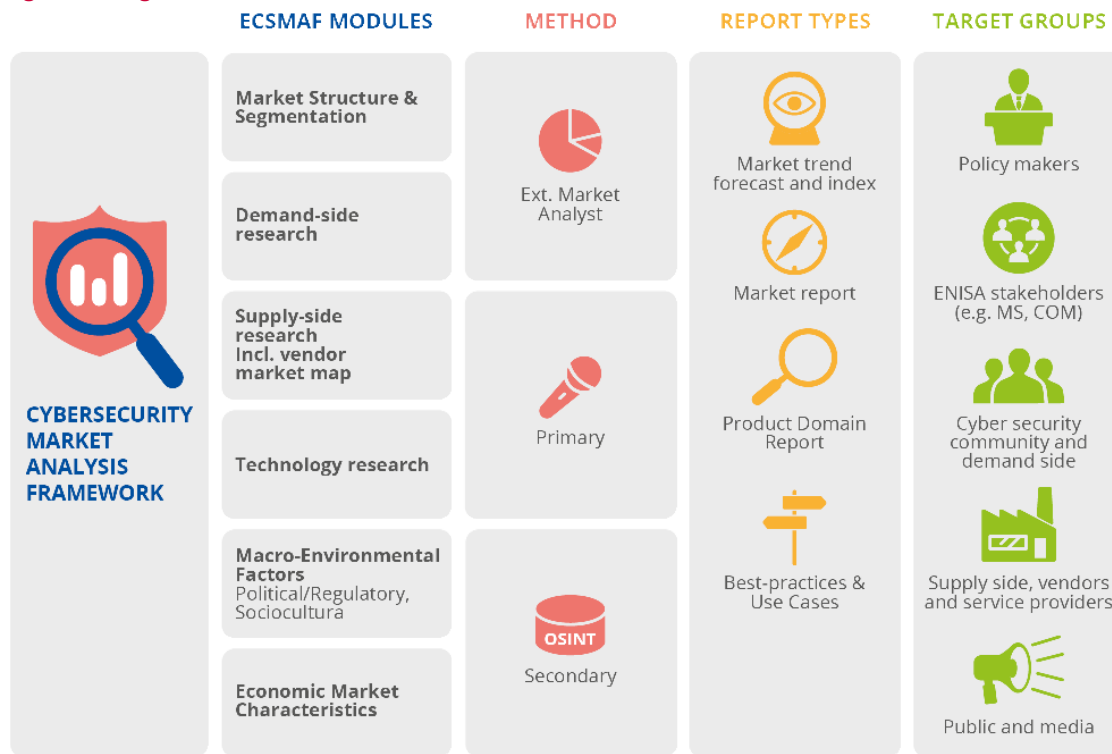 ECSMAF MODULES
METHOD
REPORT TYPES
TARGET GROUPS
CYBERSECURITY
MARKET
ANALYSIS
FRAMEWORK
Market Structure &
Segmentation
Demand-side
research
Supply-side
research
Incl. vendor
market map
Technology research
Macro-Environmental
Factors
Political/Regulatory,
Sociocultura
Economic Market
Characteristics
Ext. Market
Analyst
Primary
OSINT
Secondary
Market trend
forecast and index
Market report
Product Domain
Report
Best-practices &
Use Cases
Policy makers
ENISA stakeholders
(e.g. MS, COM)
Cyber security
community and
demand side
Supply side, vendors
and service providers
Public and media